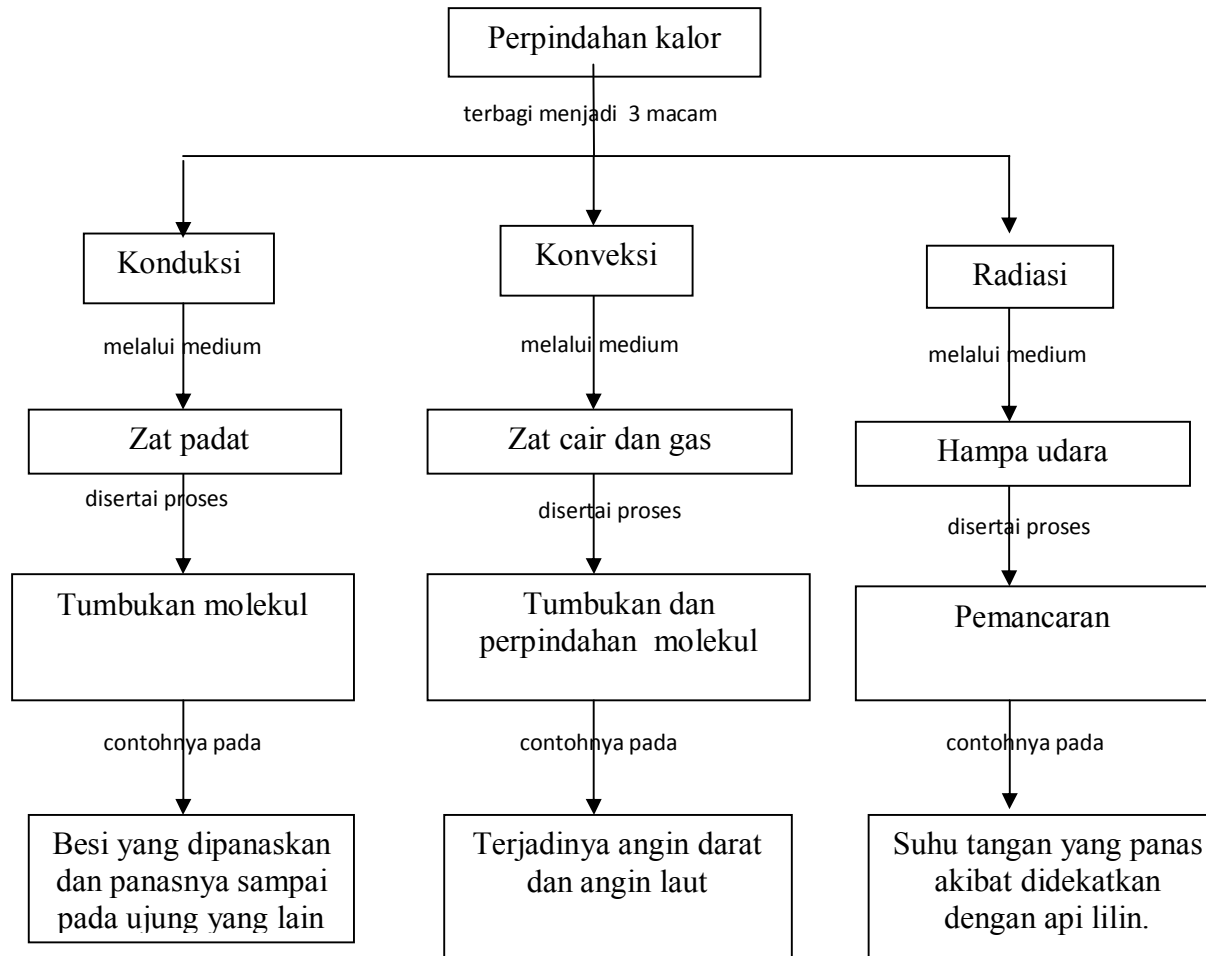 Perpindahan kalor
terbagi menjadi 3 macam
Konduksi
Konveksi
Radiasi
melalui medium
melalui medium
melalui medium
Zat padat
Zat cair dan gas
Hampa udara
disertai proses
disertai proses
disertai proses
Tumbukan molekul
Tumbukan dan
perpindahan molekul
Pemancaran
contohnya pada
contohnya pada
contohnya pada
Besi yang dipanaskan
dan panasnya sampai
pada ujung yang lain
Terjadinya angin darat
dan angin laut
Suhu tangan yang panas
akibat didekatkan
dengan api lilin.